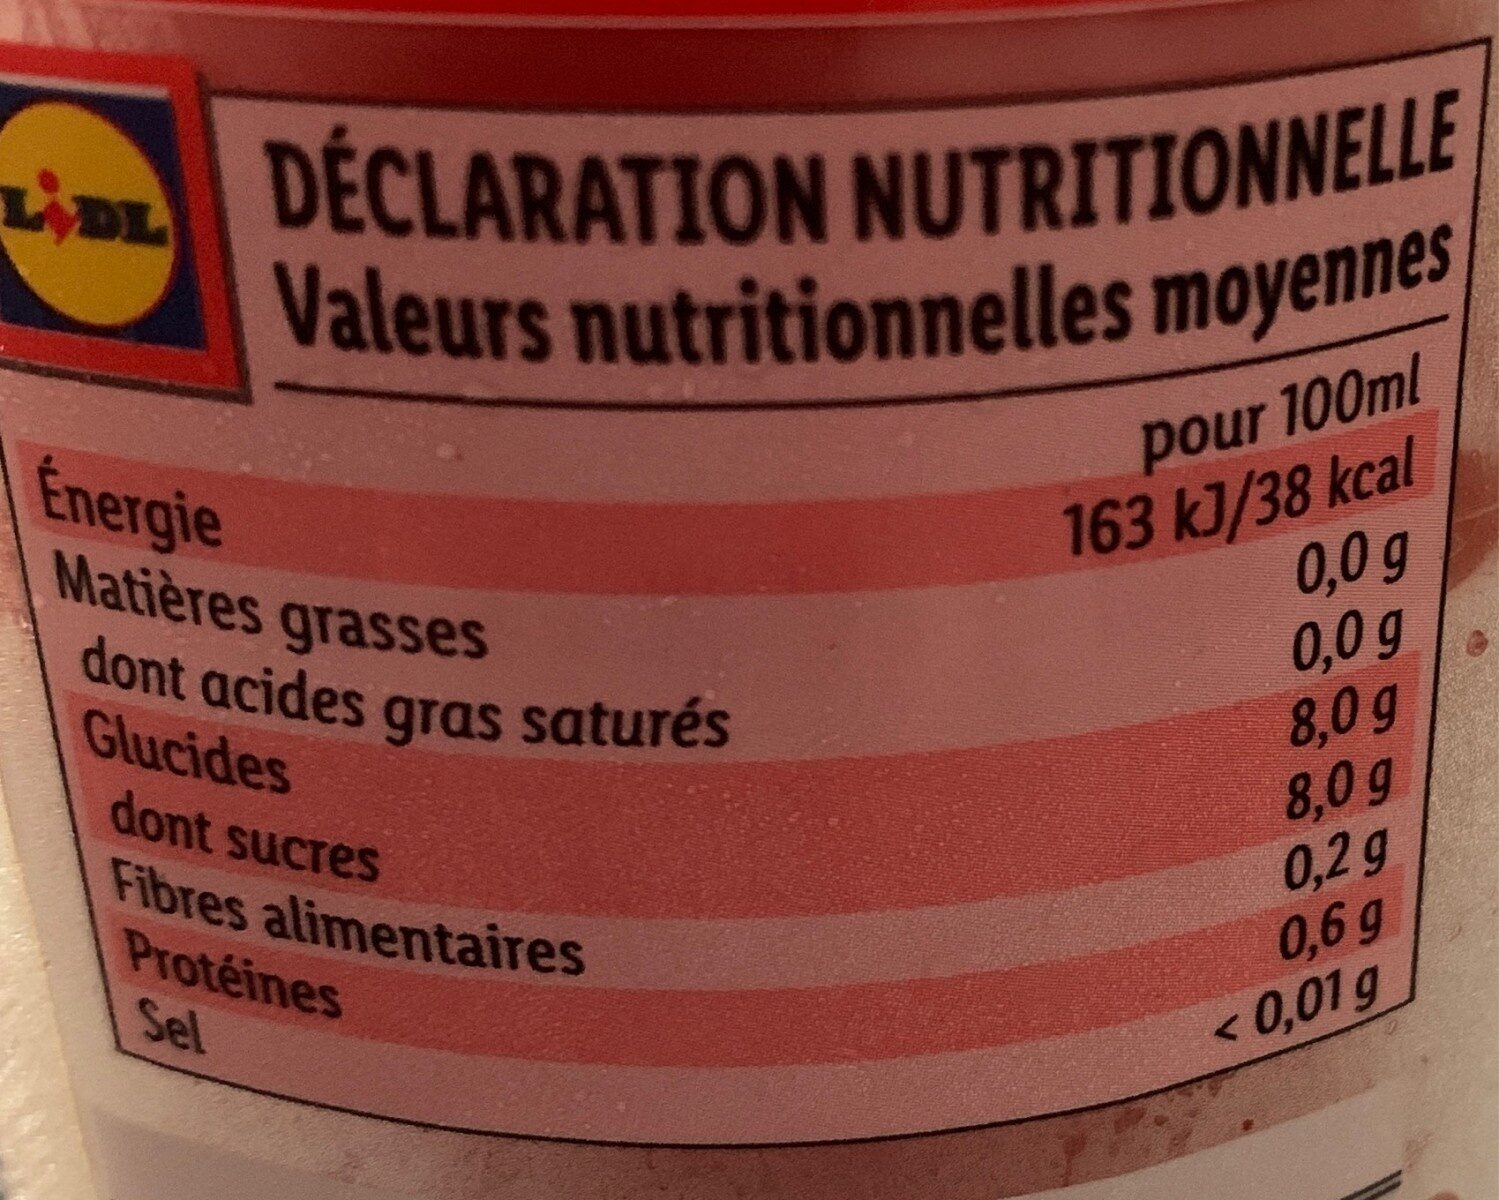 LiDL
DÉCLARATION NUTRITIONNELLE
Valeurs nutritionnelles moyennes
pour 100ml
Énergie 163 kJ/38 kcal
Matières grasses 0,0 g
dont acides gras saturés 0,0 g
Glucides 8,0 g
dont sucres 8,0 g
Fibres alimentaires 0,2 g
Protéines 0,6 g
Sel < 0,01 g